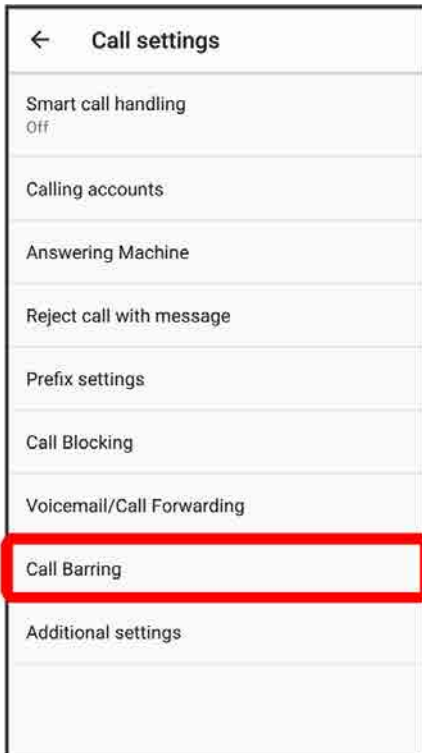 Call settings
Smart call handling
Off
Calling accounts
Answering Machine
Reject call with message
Prefix settings
Call Blocking
Voicemail/Call Forwarding
Call Barring
Additional settings